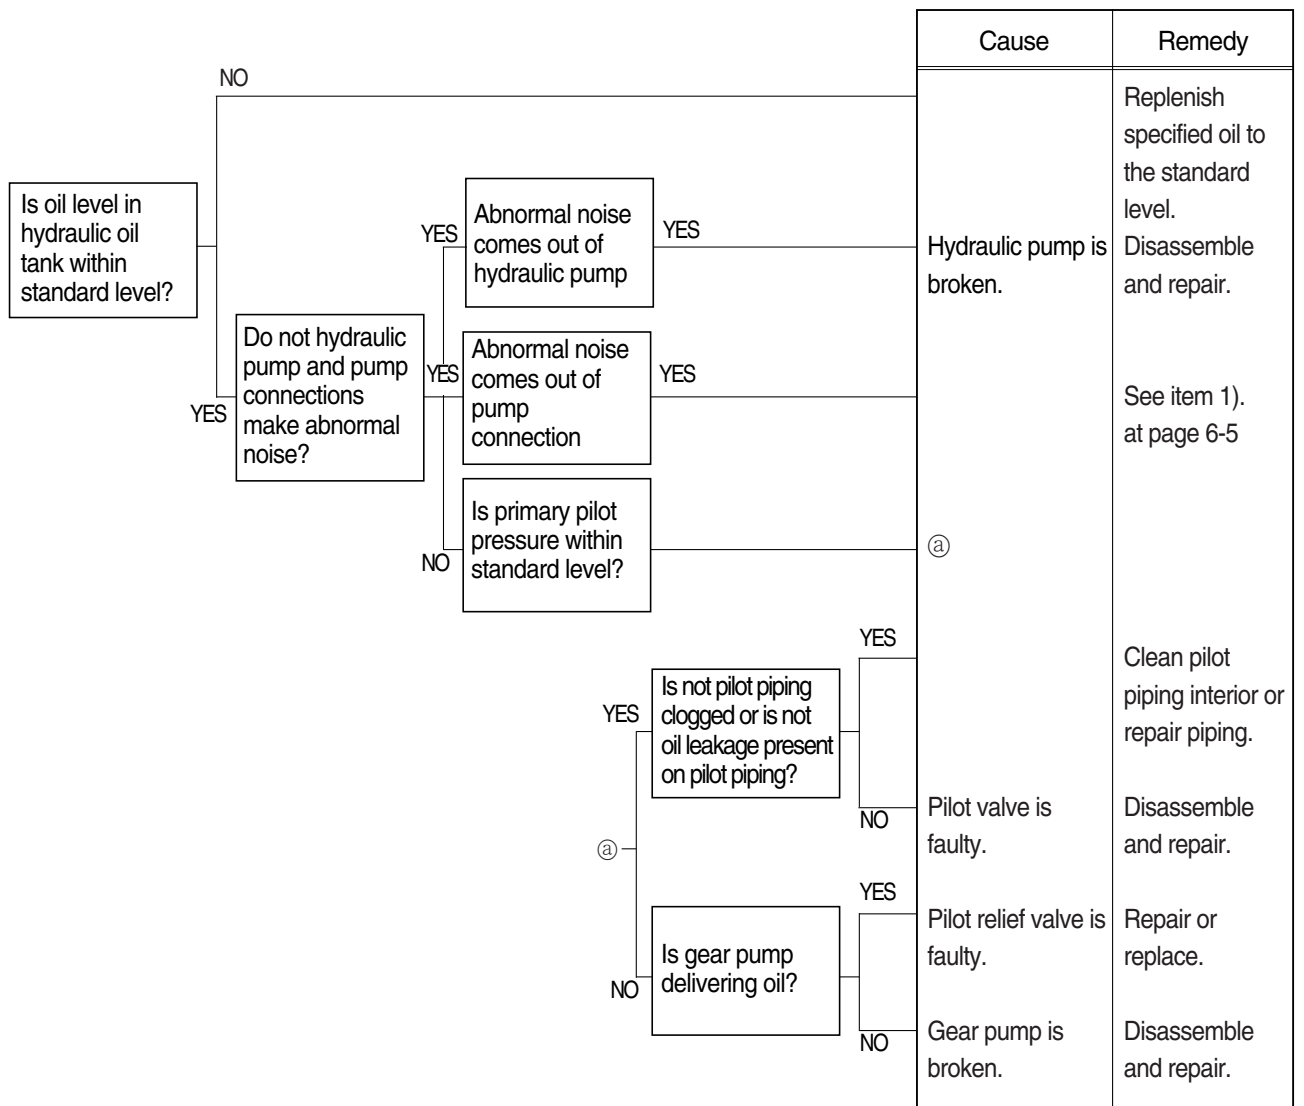 Cause
Remedy
NO
Replenish
specified oil to
the standard
level.
Is oil level in
hydraulic oil
tank within
standard level?
YES
Do not hydraulic
pump and pump
connections
make abnormal
noise?
YES
Abnormal noise
comes out of
hydraulic pump
YES
Hydraulic pump is
broken.
Disassemble
and repair.
YES
Abnormal noise
comes out of
pump
connection
YES
See item 1).
at page 6-5
NO
Is primary pilot
pressure within
standard level?
ⓐ
ⓐ
YES
Is not pilot piping
clogged or is not
oil leakage present
on pilot piping?
YES
Clean pilot
piping interior or
repair piping.
NO
Pilot valve is
faulty.
Disassemble
and repair.
NO
Is gear pump
delivering oil?
YES
Pilot relief valve is
faulty.
Repair or
replace.
NO
Gear pump is
broken.
Disassemble
and repair.